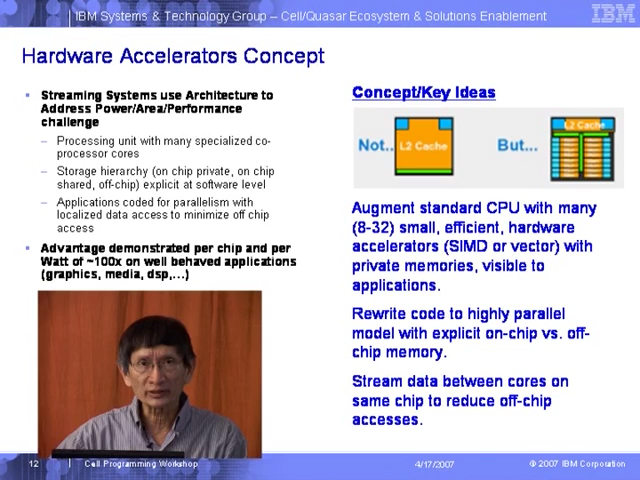 IBM Systems & Technology Group – Cell/Quasar Ecosystem & Solutions Enablement
IBM
Hardware Accelerators Concept
Streaming Systems use Architecture to
Address Power/Area/Performance
challenge
– Processing unit with many specialized co-
processor cores
– Storage hierarchy (on chip private, on chip
shared, off-chip) explicit at software level
– Applications coded for parallelism with
localized data access to minimize off chip
access
Advantage demonstrated per chip and per
Watt of ~100x on well behaved applications
(graphics, media, dsp,…)
Concept/Key Ideas
Not..
L2 Cache
But...
L2 Cache
Augment standard CPU with many
(8-32) small, efficient, hardware
accelerators (SIMD or vector) with
private memories, visible to
applications.
Rewrite code to highly parallel
model with explicit on-chip vs. off-
chip memory.
Stream data between cores on
same chip to reduce off-chip
accesses.
12
Cell Programming Workshop
4/17/2007
© 2007 IBM Corporation